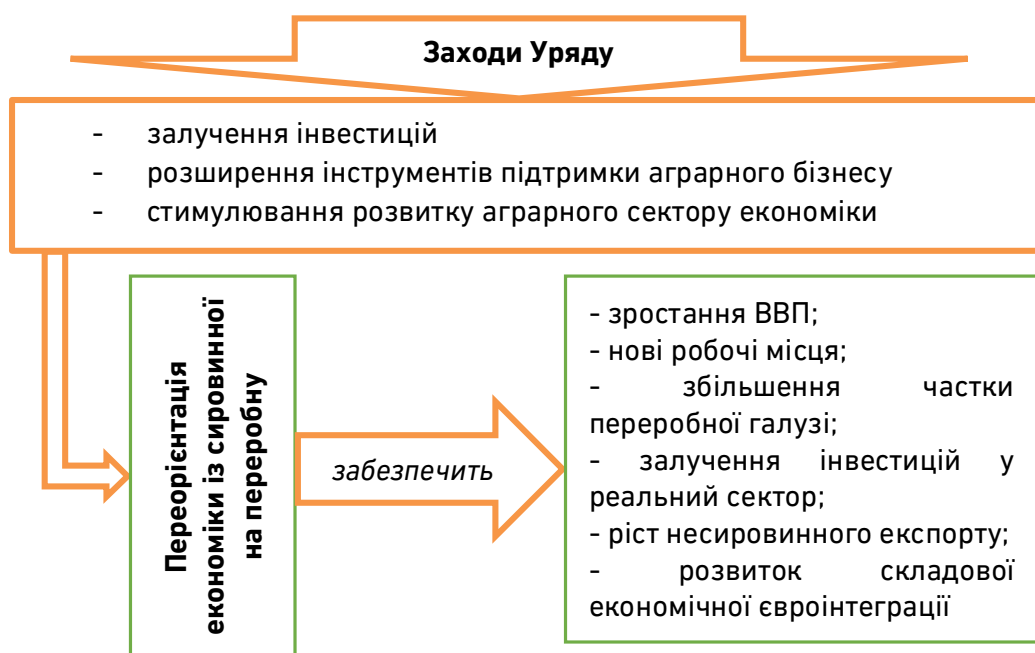 Заходи Уряду
- залучення інвестицій
- розширення інструментів підтримки аграрного бізнесу
- стимулювання розвитку аграрного сектору економіки
Переорієнтація
економіки із сировинної
на переробну
забезпечить
- зростання ВВП;
- нові робочі місця;
- збільшення частки
переробної галузі;
- залучення інвестицій у
реальний сектор;
- ріст несировинного експорту;
- розвиток складової
економічної євроінтеграції